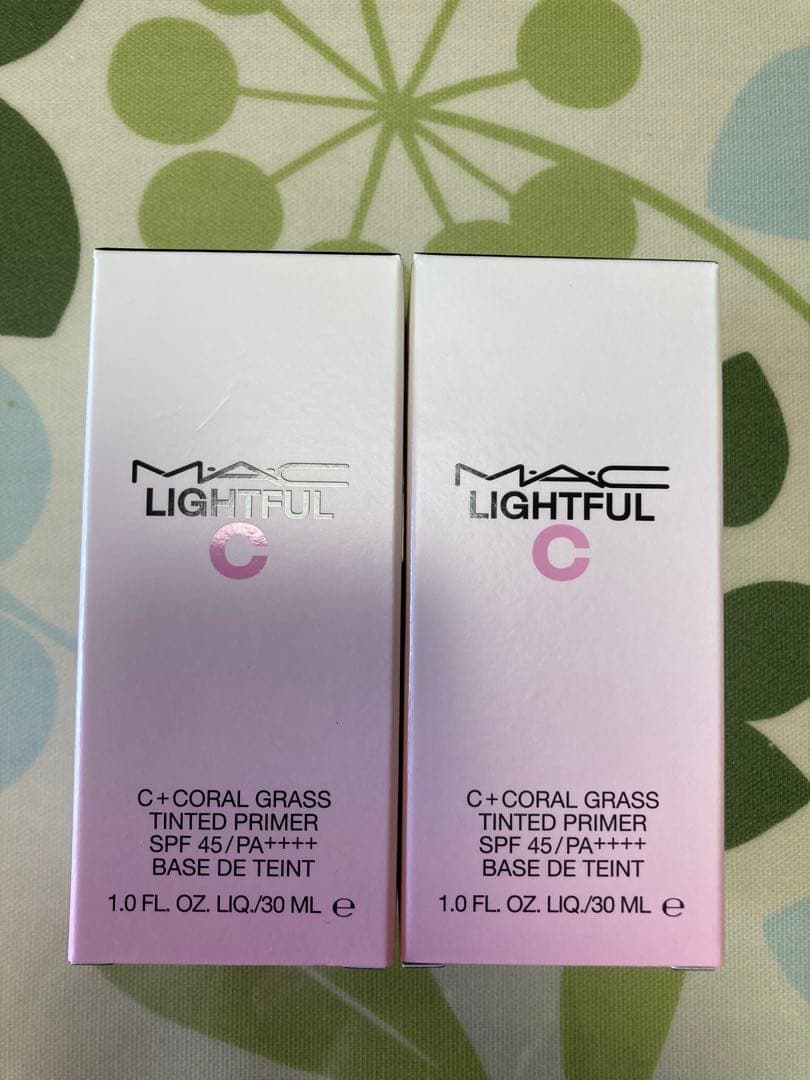 M·A·C
LIGHTFUL
C
C+CORAL GRASS
TINTED PRIMER
SPF 45/PA++++
BASE DE TEINT
1.0 FL. OZ. LIQ./30 ML ℮
M·A·C
LIGHTFUL
C
C+CORAL GRASS
TINTED PRIMER
SPF 45/PA++++
BASE DE TEINT
1.0 FL. OZ. LIQ./30 ML ℮